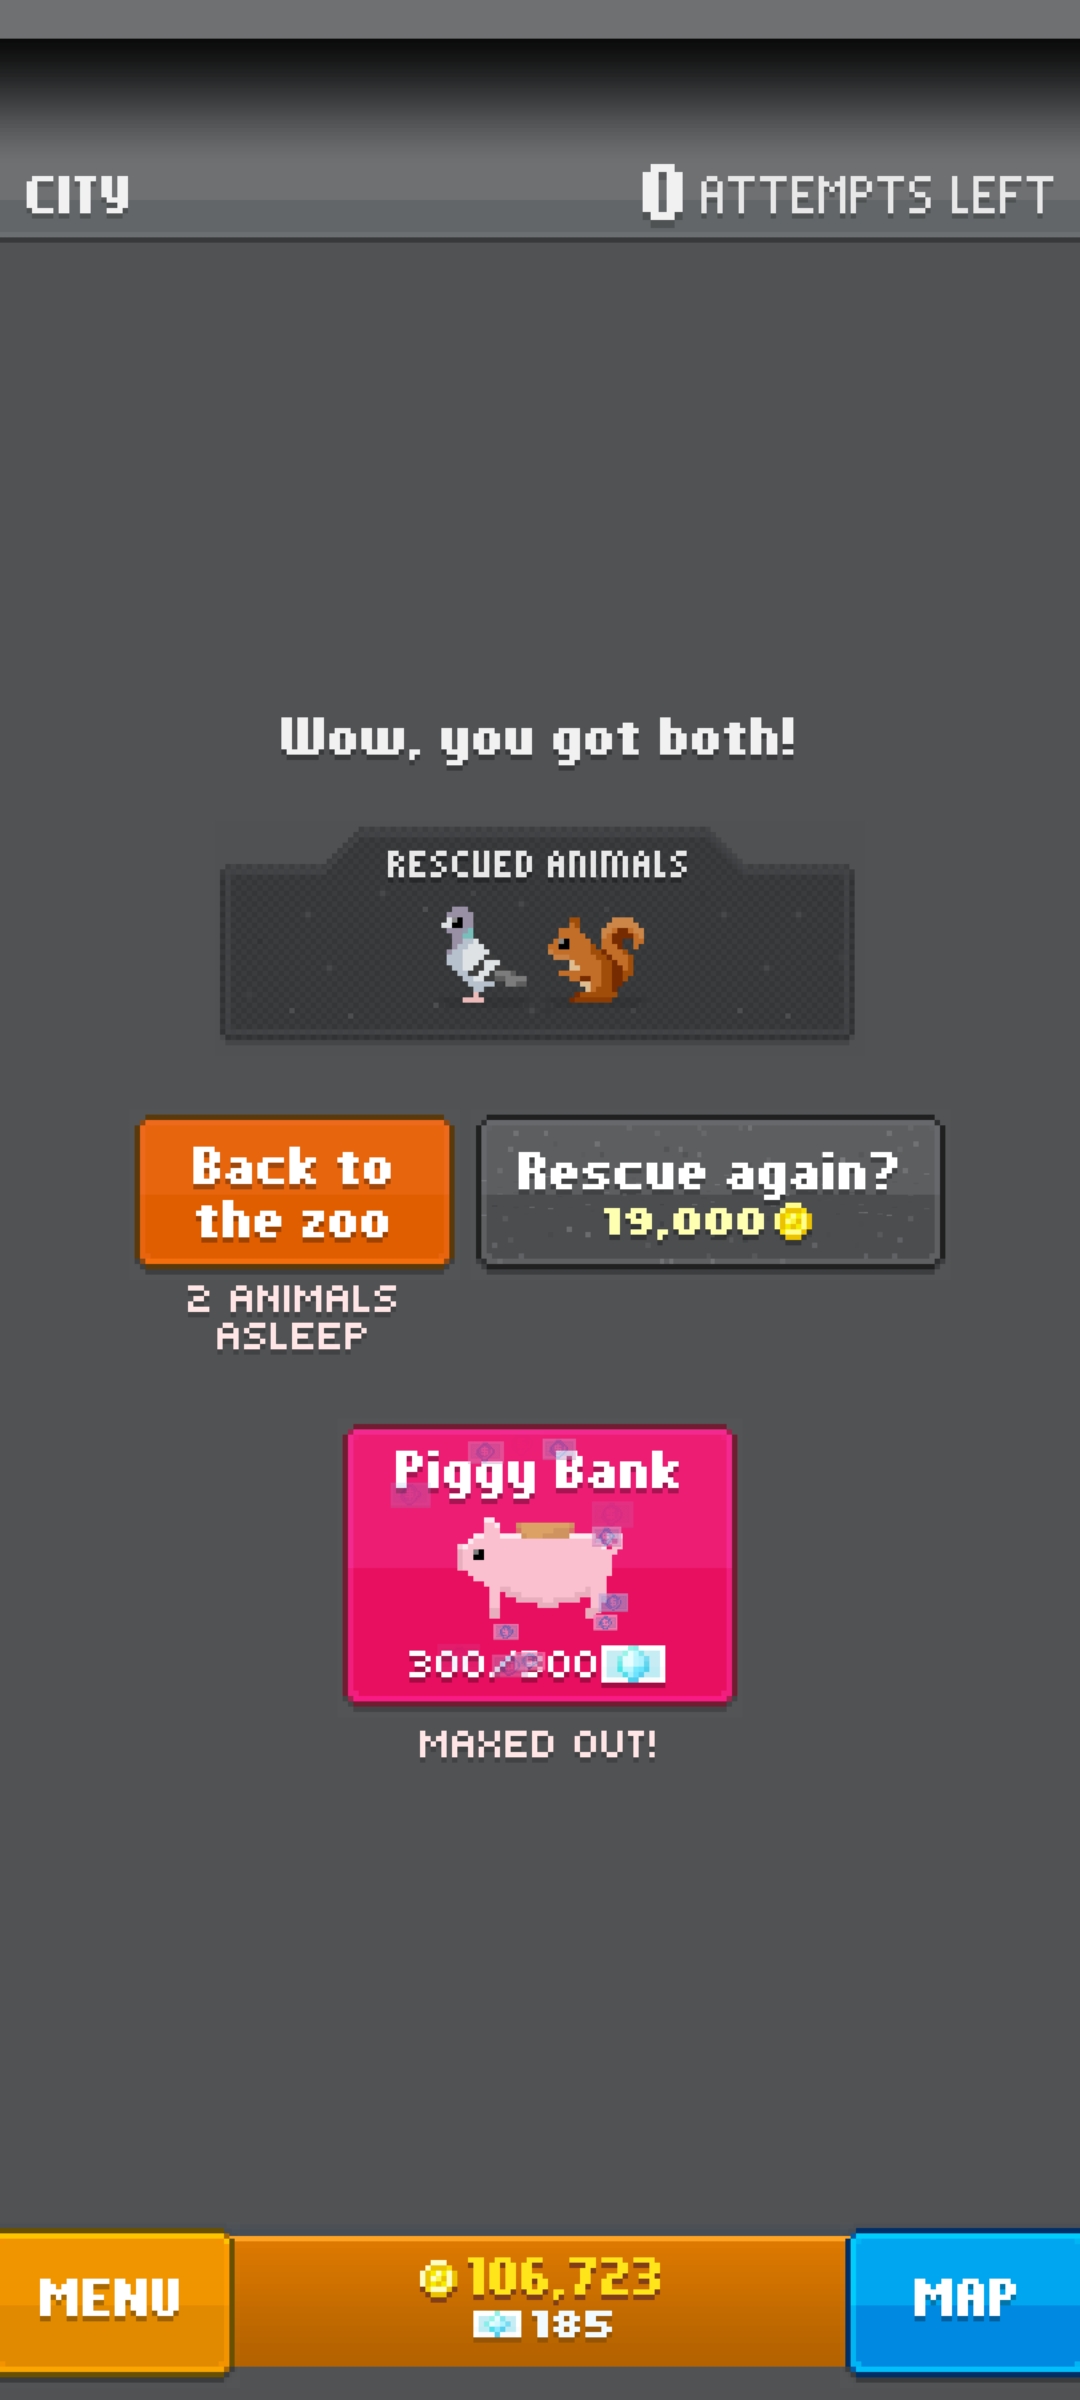 CITY
0 ATTEMPTS LEFT
Wow, you got both!
RESCUED ANIMALS
Back to
the zoo
Rescue again?
19,000
2 ANIMALS
ASLEEP
Piggy Bank
300/300
MAXED OUT!
MENU
106,723
185
MAP